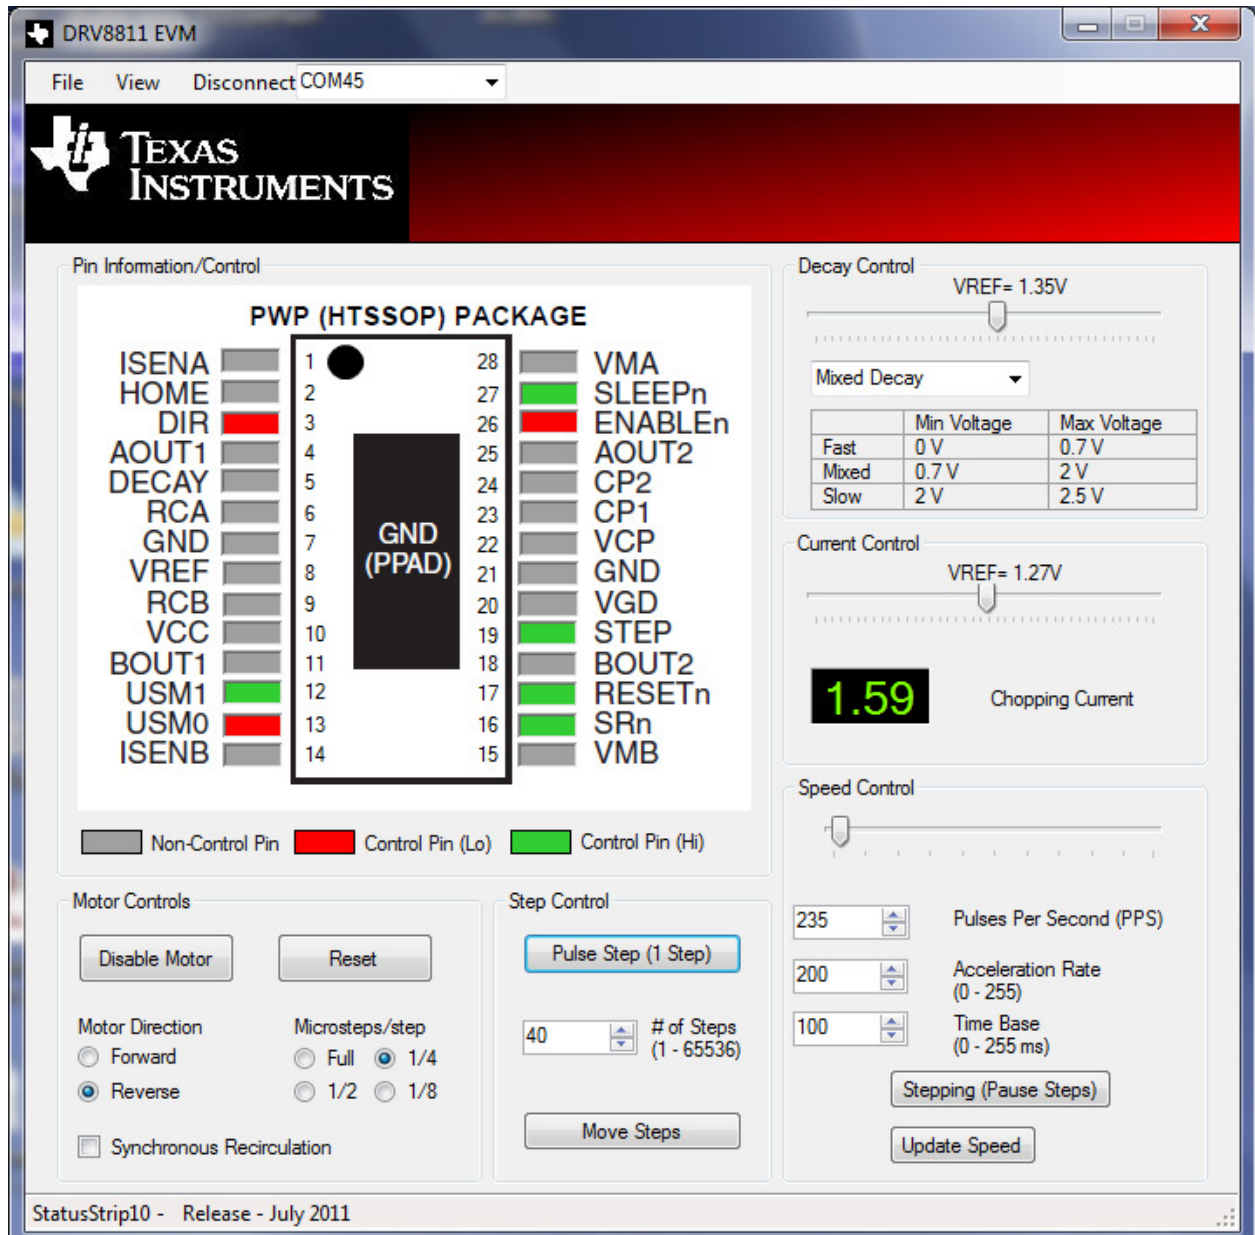 DRV8811 EVM
File View Disconnect COM45
TEXAS
INSTRUMENTS
Pin Information/Control
PWP (HTSSOP) PACKAGE
ISENA 1 28 VMA
HOME 2 27 SLEEPn
DIR 3 26 ENABLEn
AOUT1 4 25 AOUT2
DECAY 5 24 CP2
RCA 6 23 CP1
GND 7 22 VCP
VREF 8 21 GND
RCB 9 20 VGD
VCC 10 19 STEP
BOUT1 11 18 BOUT2
USM1 12 17 RESETn
USM0 13 16 SRn
ISENB 14 15 VMB
GND
(PPAD)
Non-Control Pin Control Pin (Lo) Control Pin (Hi)
Decay Control
VREF= 1.35V
Mixed Decay
Min Voltage Max Voltage
Fast 0 V 0.7 V
Mixed 0.7 V 2 V
Slow 2 V 2.5 V
Current Control
VREF= 1.27V
1.59 Chopping Current
Motor Controls
Disable Motor Reset
Motor Direction Microsteps/step
Forward Full 1/4
Reverse 1/2 1/8
Synchronous Recirculation
Step Control
Pulse Step (1 Step)
40 # of Steps
(1 - 65536)
Move Steps
Speed Control
235 Pulses Per Second (PPS)
200 Acceleration Rate
(0 - 255)
100 Time Base
(0 - 255 ms)
Stepping (Pause Steps)
Update Speed
StatusStrip10 - Release - July 2011